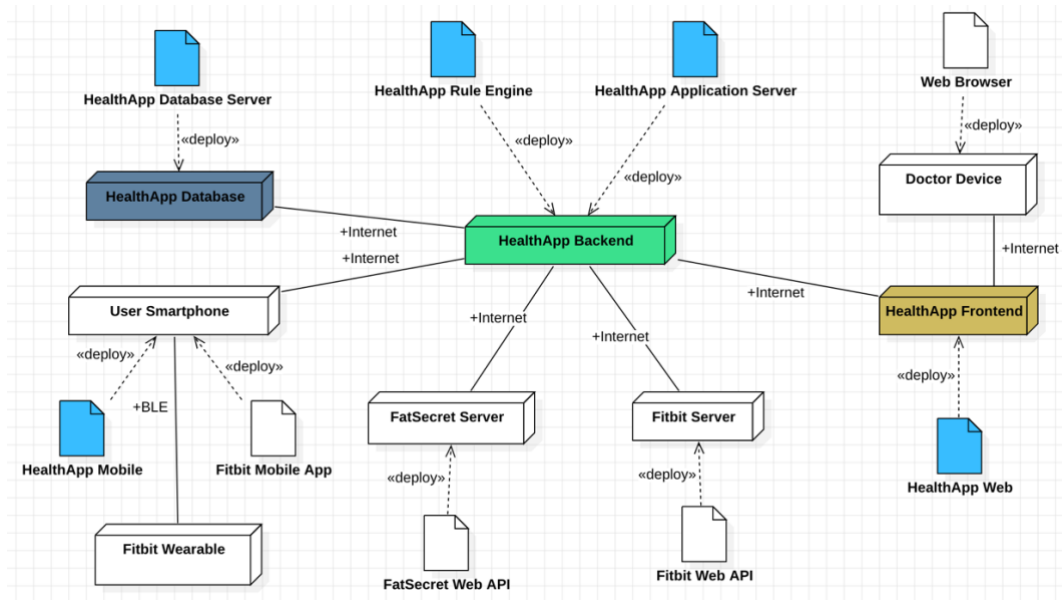 HealthApp Database Server
HealthApp Rule Engine
HealthApp Application Server
Web Browser
«deploy»
«deploy»
«deploy»
«deploy»
HealthApp Database
Doctor Device
HealthApp Backend
+Internet
+Internet
+Internet
+Internet
User Smartphone
HealthApp Frontend
+Internet
+Internet
«deploy»
«deploy»
«deploy»
+BLE
FatSecret Server
Fitbit Server
HealthApp Mobile
Fitbit Mobile App
«deploy»
«deploy»
HealthApp Web
Fitbit Wearable
FatSecret Web API
Fitbit Web API